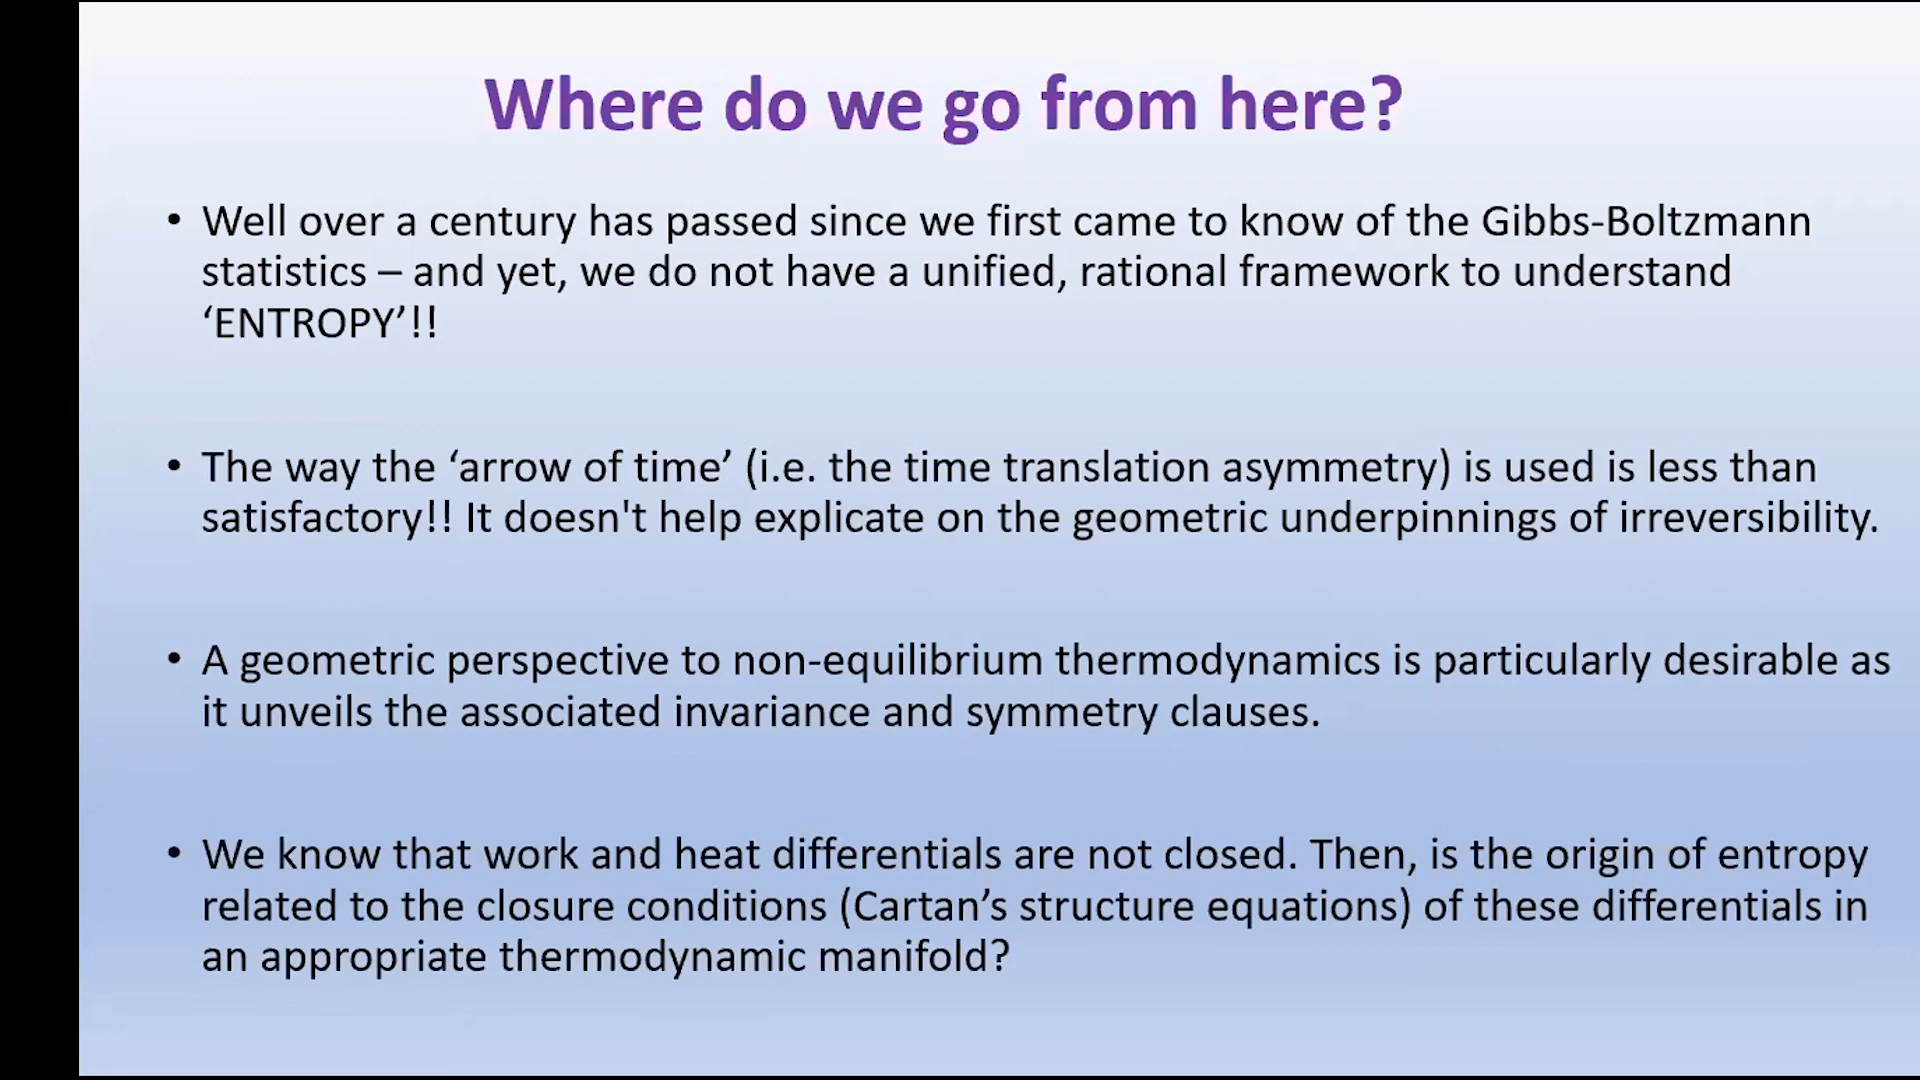 Where do we go from here?
• Well over a century has passed since we first came to know of the Gibbs-Boltzmann
statistics – and yet, we do not have a unified, rational framework to understand
‘ENTROPY’!!
• The way the ‘arrow of time’ (i.e. the time translation asymmetry) is used is less than
satisfactory!! It doesn't help explicate on the geometric underpinnings of irreversibility.
• A geometric perspective to non-equilibrium thermodynamics is particularly desirable as
it unveils the associated invariance and symmetry clauses.
• We know that work and heat differentials are not closed. Then, is the origin of entropy
related to the closure conditions (Cartan’s structure equations) of these differentials in
an appropriate thermodynamic manifold?